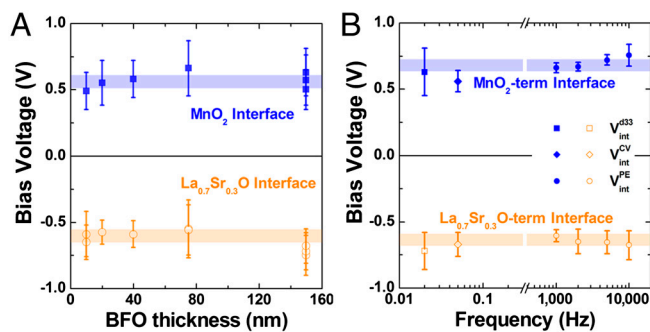 A
B
Bias Voltage (V)
1.0
0.5
0.0
-0.5
-1.0
MnO₂ Interface
La₀.₇Sr₀.₃O Interface
0 40 80 120 160
BFO thickness (nm)
Bias Voltage (V)
1.0
0.5
0.0
-0.5
-1.0
MnO₂-term Interface
V_int^d33
V_int^CV
V_int^PE
La₀.₇Sr₀.₃O-term Interface
0.01 0.1 1,000 10,000
Frequency (Hz)